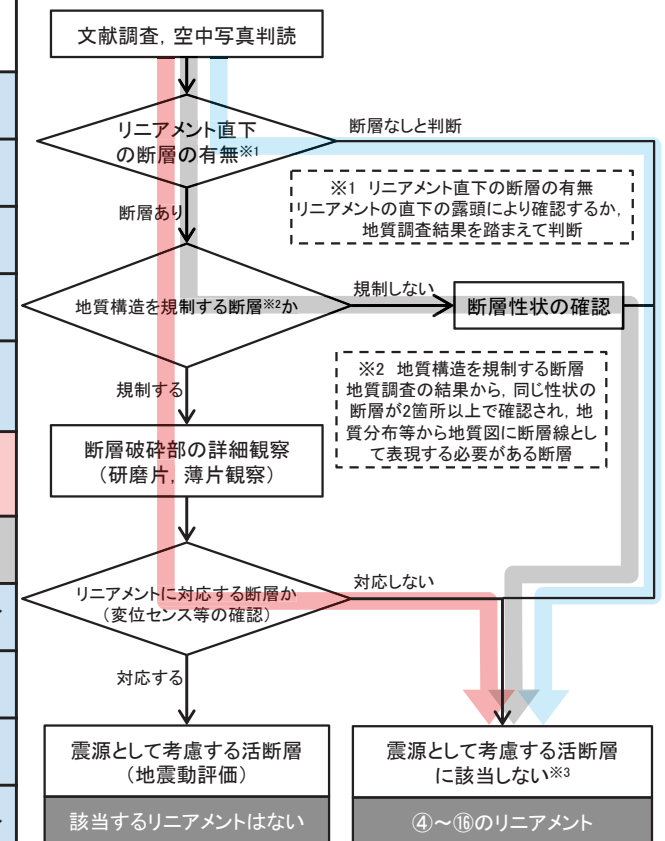 文献調査，空中写真判読
リニアメント直下
の断層の有無※1
断層なしと判断
※1 リニアメント直下の断層の有無
リニアメントの直下の露頭により確認するか，
地質調査結果を踏まえて判断
断層あり
地質構造を規制する断層※2か
規制しない
断層性状の確認
規制する
※2 地質構造を規制する断層
地質調査の結果から，同じ性状の
断層が2箇所以上で確認され，地
質分布等から地質図に断層線とし
て表現する必要がある断層
断層破砕部の詳細観察
（研磨片，薄片観察）
リニアメントに対応する断層か
（変位センス等の確認）
対応しない
対応する
震源として考慮する活断層
（地震動評価）
該当するリニアメントはない
震源として考慮する活断層
に該当しない※3
④～⑯のリニアメント